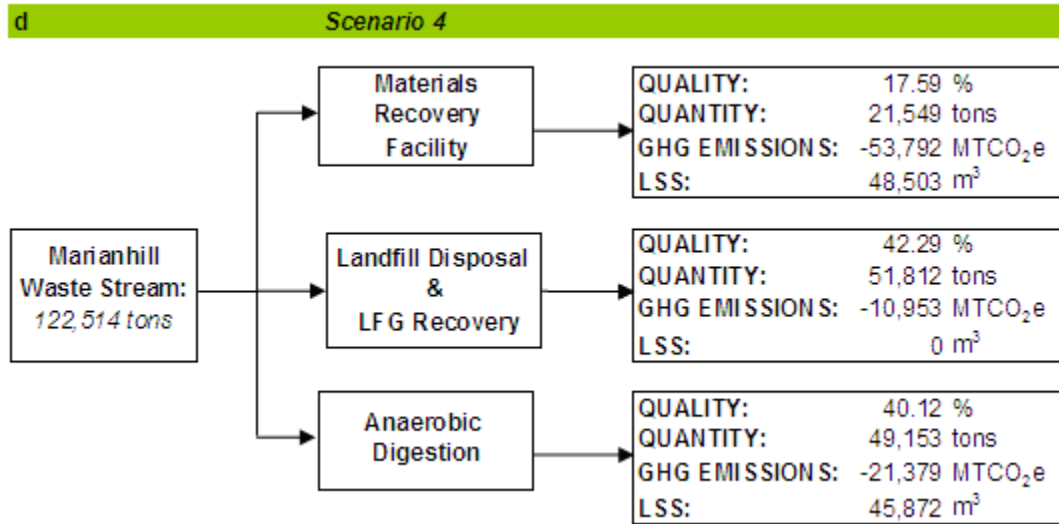 d Scenario 4
Materials
Recovery
Facility
QUALITY: 17.59 %
QUANTITY: 21,549 tons
GHG EMISSIONS: -53,792 MTCO₂e
LSS: 48,503 m³
Marianhill
Waste Stream:
122,514 tons
Landfill Disposal
&
LFG Recovery
QUALITY: 42.29 %
QUANTITY: 51,812 tons
GHG EMISSIONS: -10,953 MTCO₂e
LSS: 0 m³
Anaerobic
Digestion
QUALITY: 40.12 %
QUANTITY: 49,153 tons
GHG EMISSIONS: -21,379 MTCO₂e
LSS: 45,872 m³